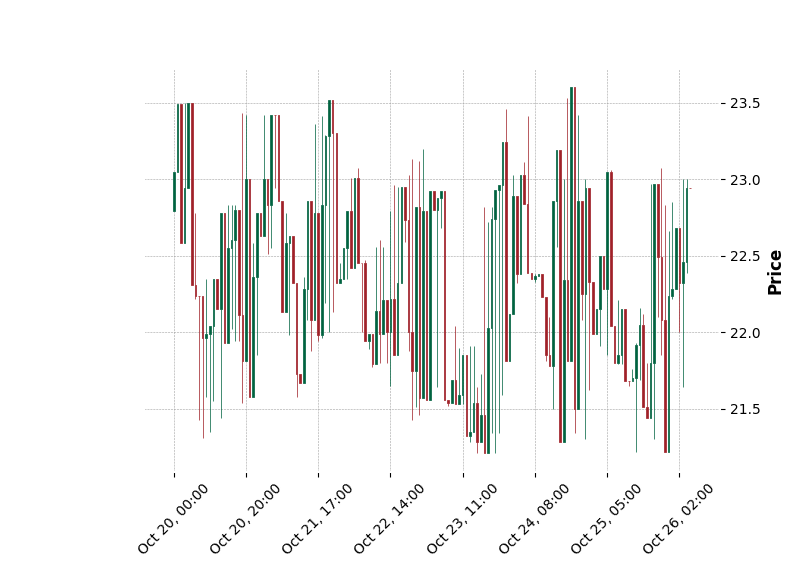 23.5
23.0
22.5
22.0
21.5
Price
Oct 20, 00:00
Oct 20, 20:00
Oct 21, 17:00
Oct 22, 14:00
Oct 23, 11:00
Oct 24, 08:00
Oct 25, 05:00
Oct 26, 02:00